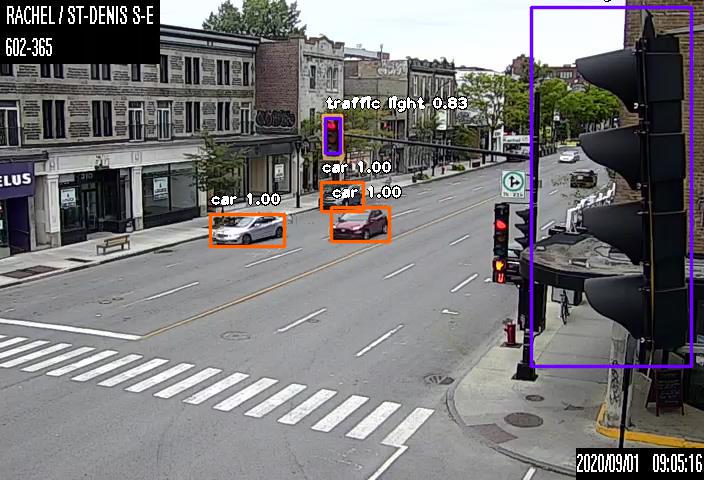 RACHEL / ST-DENIS S-E
602-365
traffic light 0.83
car 1.00
car 1.00
car 1.00
ELUS
2020/09/01 09:05:16